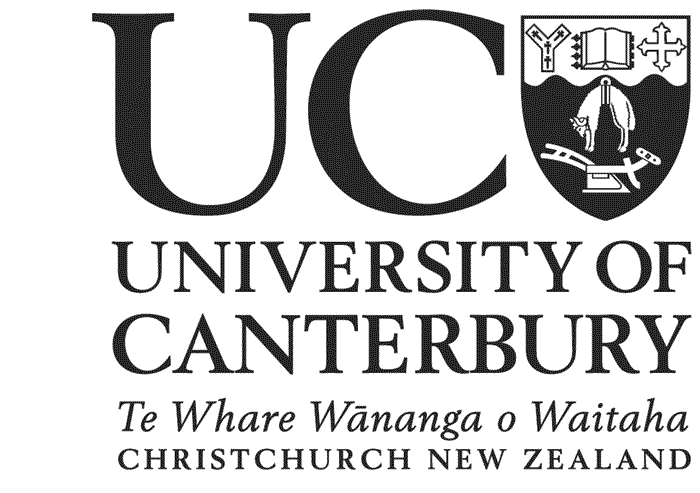 UC
UNIVERSITY OF
CANTERBURY
Te Whare Wānanga o Waitaha
CHRISTCHURCH NEW ZEALAND